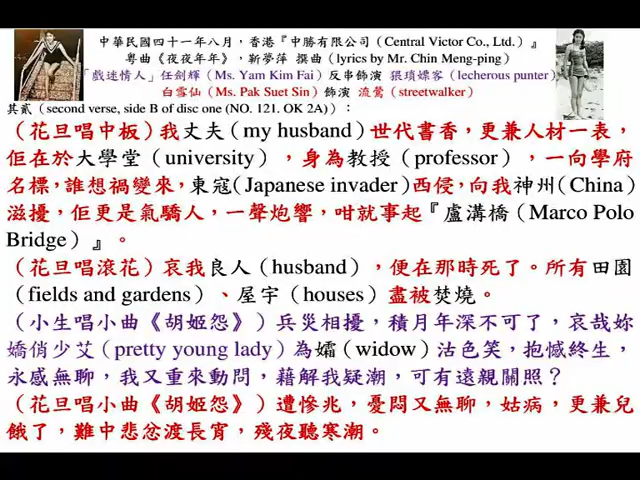 中華民國四十一年八月，香港『中勝有限公司（Central Victor Co., Ltd.）』
粵曲《夜夜年年》，靳夢萍 撰曲（lyrics by Mr. Chin Meng-ping）
「戲迷情人」任劍輝（Ms. Yam Kim Fai）反串飾演 猥瑣嫖客（lecherous punter）
白雪仙（Ms. Pak Suet Sin）飾演 流鶯（streetwalker）
其貳（second verse, side B of disc one (NO. 121. OK 2A)）：
（花旦唱中板）我丈夫（my husband）世代書香，更兼人材一表，
佢在於大學堂（university），身為教授（professor），一向學府
名標，誰想禍變來，東寇（Japanese invader）西侵，向我神州（China）
滋擾，佢更是氣驕人，一聲炮響，咁就事起『盧溝橋（Marco Polo
Bridge）』。
（花旦唱滾花）哀我良人（husband），便在那時死了。所有田園
（fields and gardens）、屋宇（houses）盡被焚燒。
（小生唱小曲《胡姬怨》）兵災相擾，積月年深不可了，哀哉妳
嬌俏少艾（pretty young lady）為孀（widow）沽色笑，抱憾終生，
永感無聊，我又重來動問，藉解我疑潮，可有遠親關照？
（花旦唱小曲《胡姬怨》）遭慘兆，憂悶又無聊，姑病，更兼兒
餓了，難中悲忿渡長宵，殘夜聽寒潮。